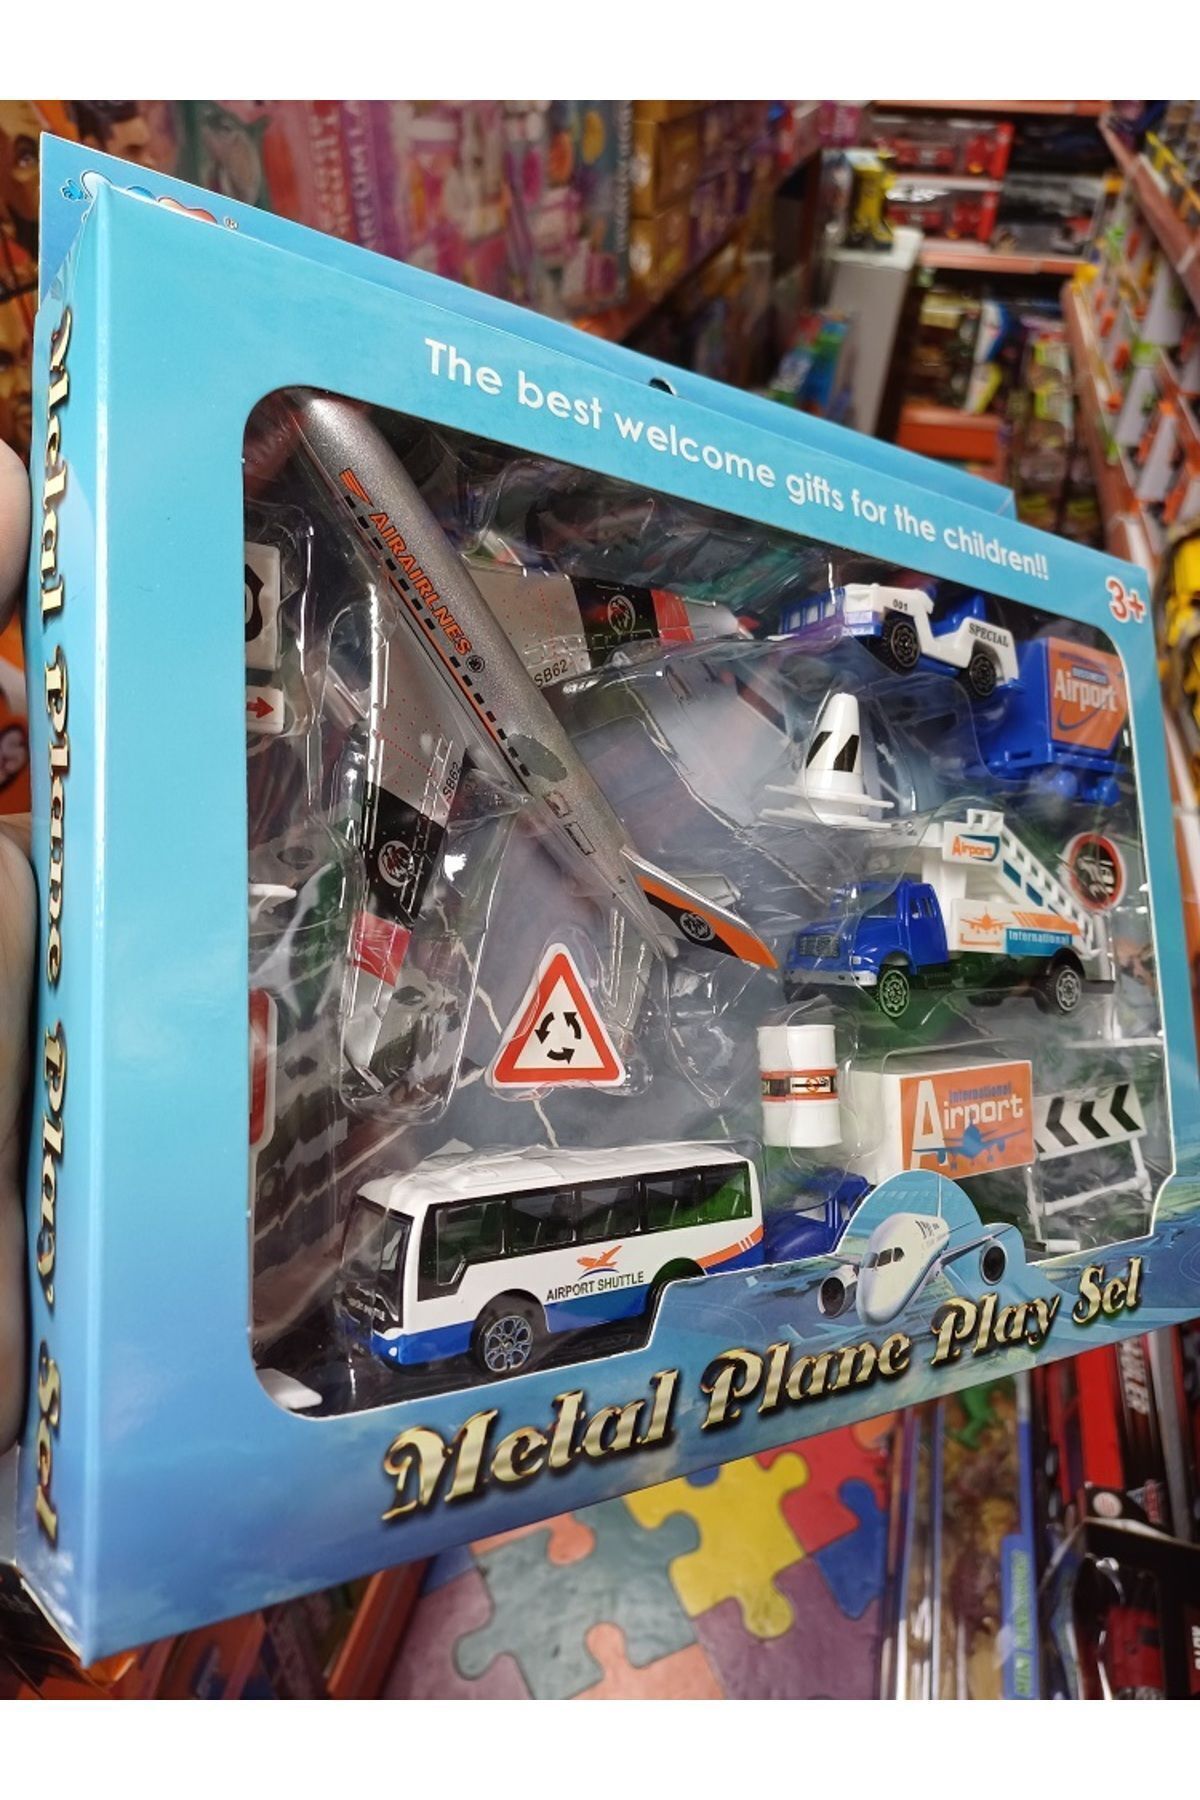 The best welcome gifts for the children!!
3+
AIRAIRLNES
SB62
SB62
001
SPECIAL
Airport
Airport
International
International
Airport
AIRPORT SHUTTLE
Metal Plane Play Set
Metal Plane Play Set